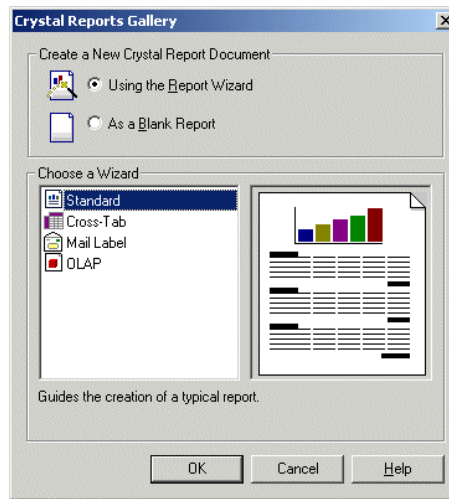 Crystal Reports Gallery
Create a New Crystal Report Document
Using the Report Wizard
As a Blank Report
Choose a Wizard
Standard
Cross-Tab
Mail Label
OLAP
Guides the creation of a typical report.
OK Cancel Help